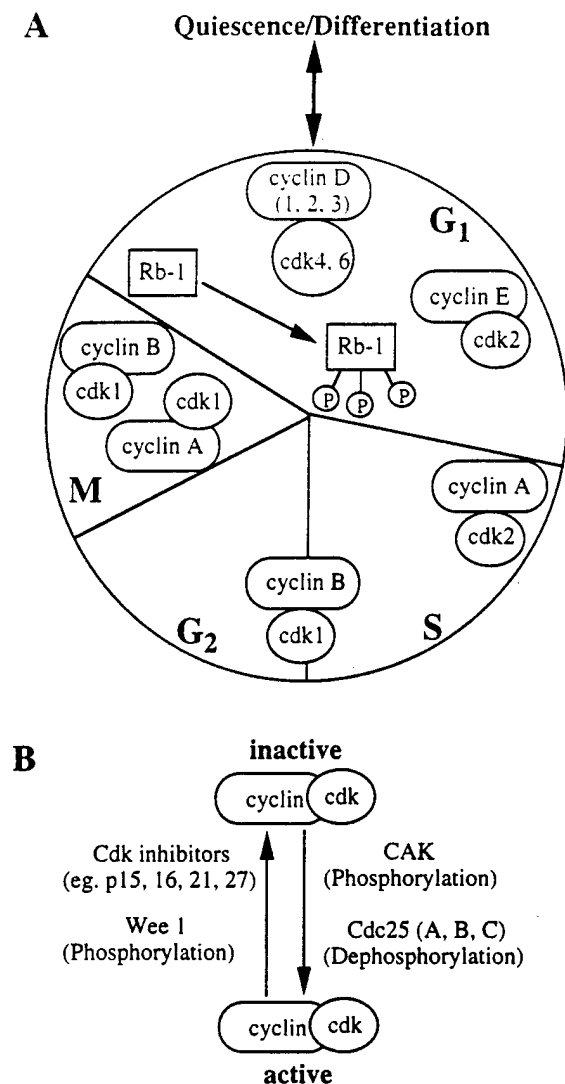 A
Quiescence/Differentiation
cyclin D
(1, 2, 3)
cdk4, 6
G1
Rb-1
cyclin E
cdk2
Rb-1
P P P
cyclin B
cdk1
cdk1
cyclin A
M
cyclin A
cdk2
cyclin B
cdk1
G2
S
B
inactive
cyclin cdk
Cdk inhibitors
(eg. p15, 16, 21, 27)
Wee 1
(Phosphorylation)
CAK
(Phosphorylation)
Cdc25 (A, B, C)
(Dephosphorylation)
cyclin cdk
active